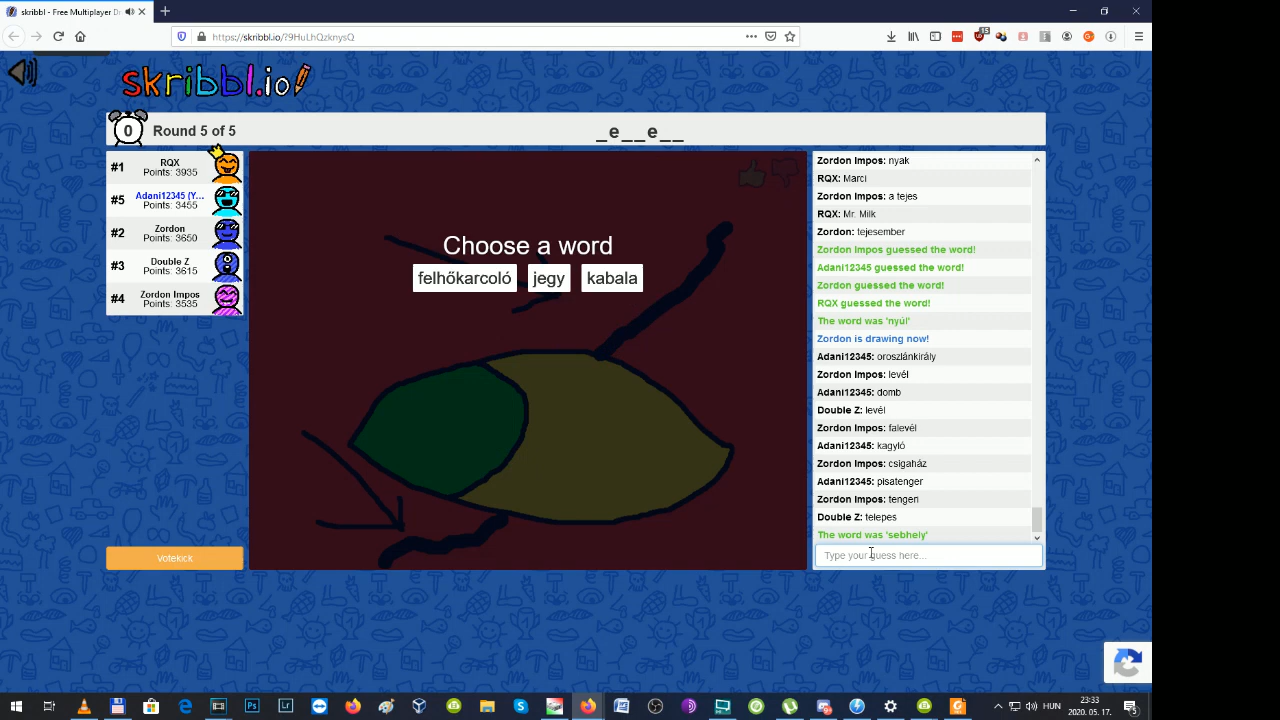 skribbl - Free Multiplayer Dr
https://skribbl.io/?9HuLhQzknysQ
15
skribbl.io
0
Round 5 of 5
_e__e__
#1
RQX
Points: 3935
#5
Adani12345 (Y...
Points: 3455
#2
Zordon
Points: 3650
#3
Double Z
Points: 3615
#4
Zordon Impos
Points: 3535
Votekick
Choose a word
felhőkarcoló
jegy
kabala
Zordon Impos: nyak
RQX: Marci
Zordon Impos: a tejes
RQX: Mr. Milk
Zordon: tejesember
Zordon Impos guessed the word!
Adani12345 guessed the word!
Zordon guessed the word!
RQX guessed the word!
The word was 'nyúl'
Zordon is drawing now!
Adani12345: oroszlánkirály
Zordon Impos: levél
Adani12345: domb
Double Z: levél
Zordon Impos: falevél
Adani12345: kagyló
Zordon Impos: csigaház
Adani12345: pisatenger
Zordon Impos: tengeri
Double Z: telepes
The word was 'sebhely'
Type your guess here...
HUN
23:33
2020. 05. 17.